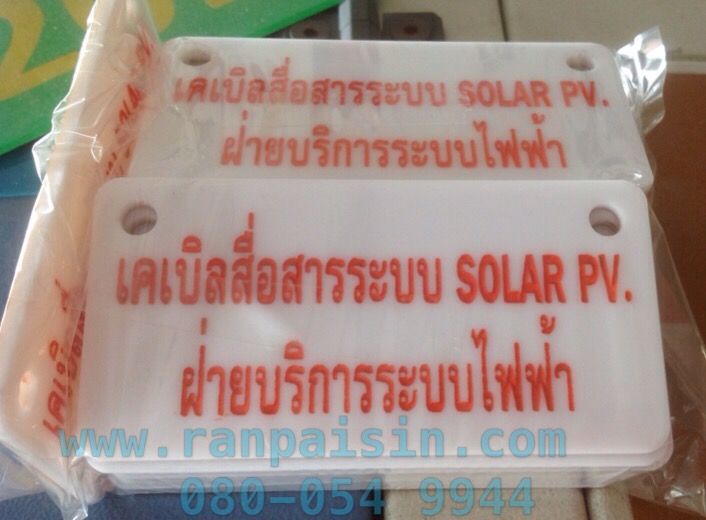 เคเบิลสื่อสารระบบ SOLAR PV.
ฝ่ายบริการระบบไฟฟ้า
เคเบิลสื่อสารระบบ SOLAR PV.
ฝ่ายบริการระบบไฟฟ้า
www.ranpaisin.com
080-054 9944